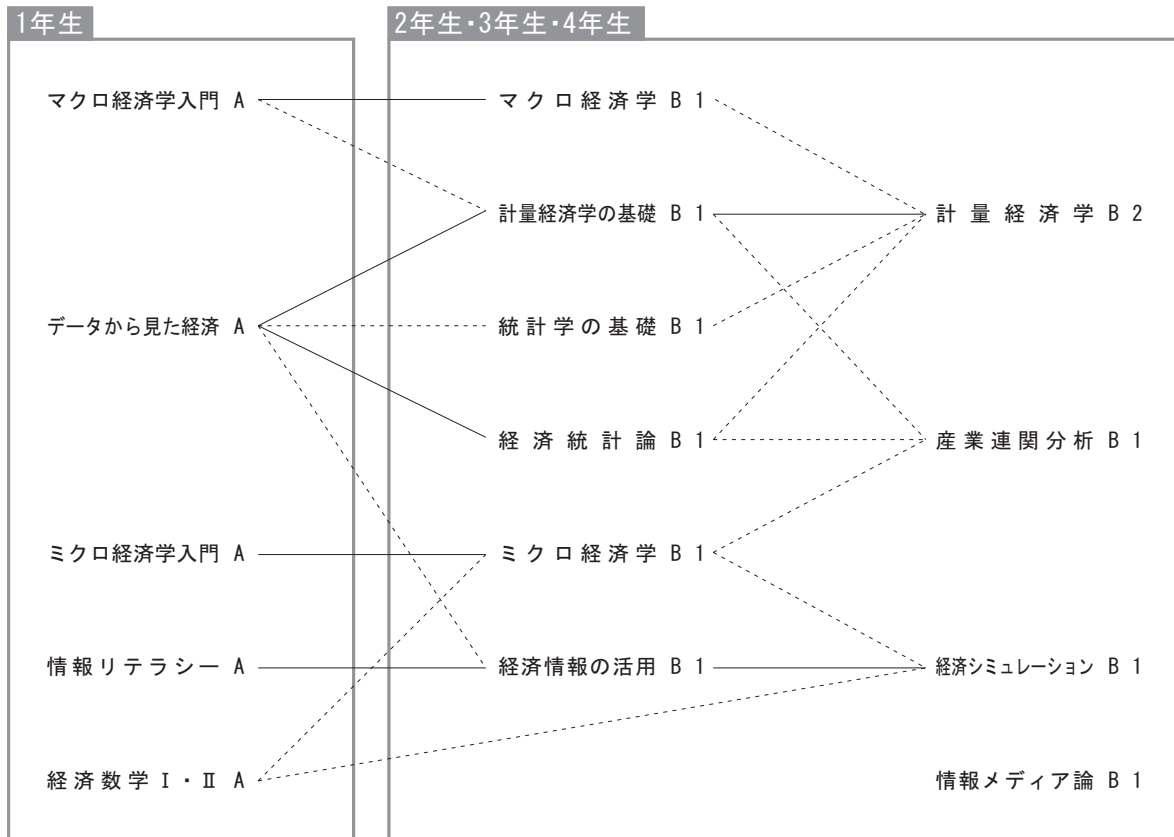 1年生
2年生・3年生・4年生
マクロ経済学入門 A
マクロ経済学 B 1
計量経済学の基礎 B 1
計量経済学 B 2
データから見た経済 A
統計学の基礎 B 1
経済統計論 B 1
産業連関分析 B 1
ミクロ経済学入門 A
ミクロ経済学 B 1
情報リテラシー A
経済情報の活用 B 1
経済シミュレーション B 1
経済数学Ⅰ・Ⅱ A
情報メディア論 B 1